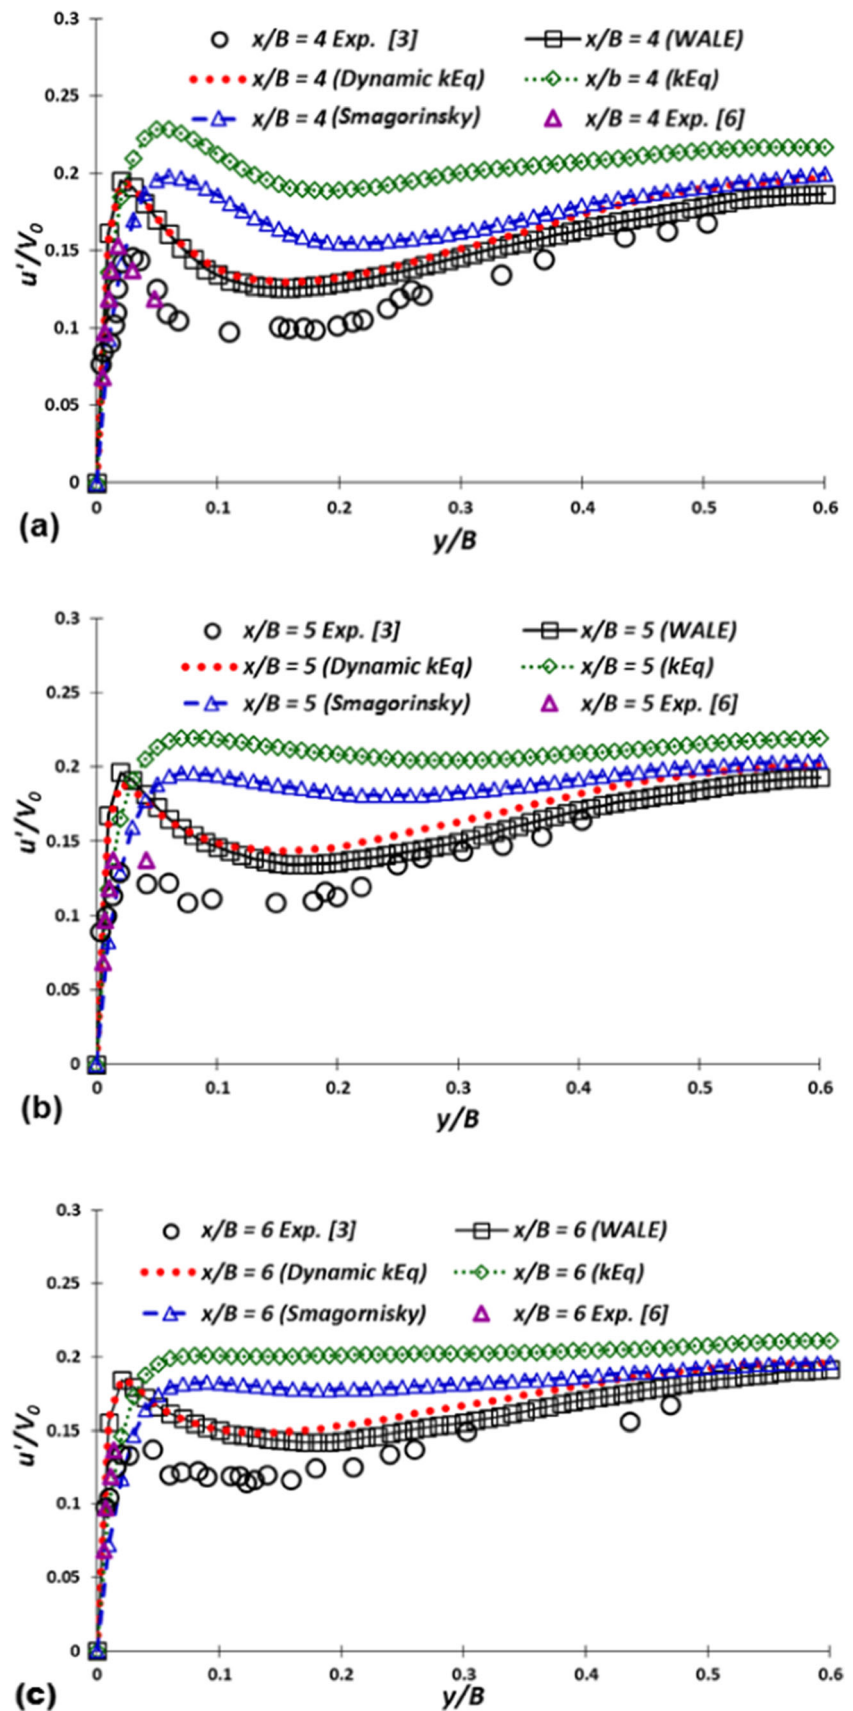 0.3
x/B = 4 Exp. [3]
x/B = 4 (WALE)
x/B = 4 (Dynamic kEq)
x/b = 4 (kEq)
x/B = 4 (Smagorinsky)
x/B = 4 Exp. [6]
0.25
0.2
0.15
0.1
0.05
0
u'/V0
0 0.1 0.2 0.3 0.4 0.5 0.6
(a)
y/B
0.3
x/B = 5 Exp. [3]
x/B = 5 (WALE)
x/B = 5 (Dynamic kEq)
x/B = 5 (kEq)
x/B = 5 (Smagorinsky)
x/B = 5 Exp. [6]
0.25
0.2
0.15
0.1
0.05
0
u'/V0
0 0.1 0.2 0.3 0.4 0.5 0.6
(b)
y/B
0.3
x/B = 6 Exp. [3]
x/B = 6 (WALE)
x/B = 6 (Dynamic kEq)
x/B = 6 (kEq)
x/B = 6 (Smagornisky)
x/B = 6 Exp. [6]
0.25
0.2
0.15
0.1
0.05
0
u'/V0
0 0.1 0.2 0.3 0.4 0.5 0.6
(c)
y/B